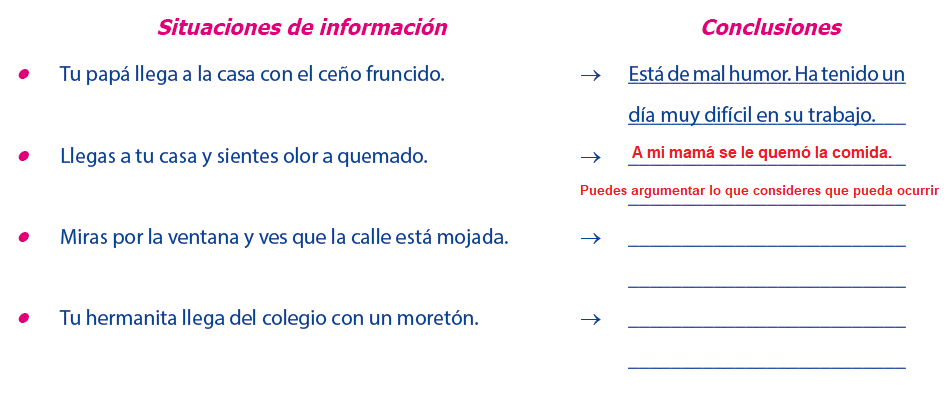 Situaciones de información Conclusiones
• Tu papá llega a la casa con el ceño fruncido. → Está de mal humor. Ha tenido un
día muy difícil en su trabajo.
• Llegas a tu casa y sientes olor a quemado. → A mi mamá se le quemó la comida.
Puedes argumentar lo que consideres que pueda ocurrir
• Miras por la ventana y ves que la calle está mojada. →
• Tu hermanita llega del colegio con un moretón. →